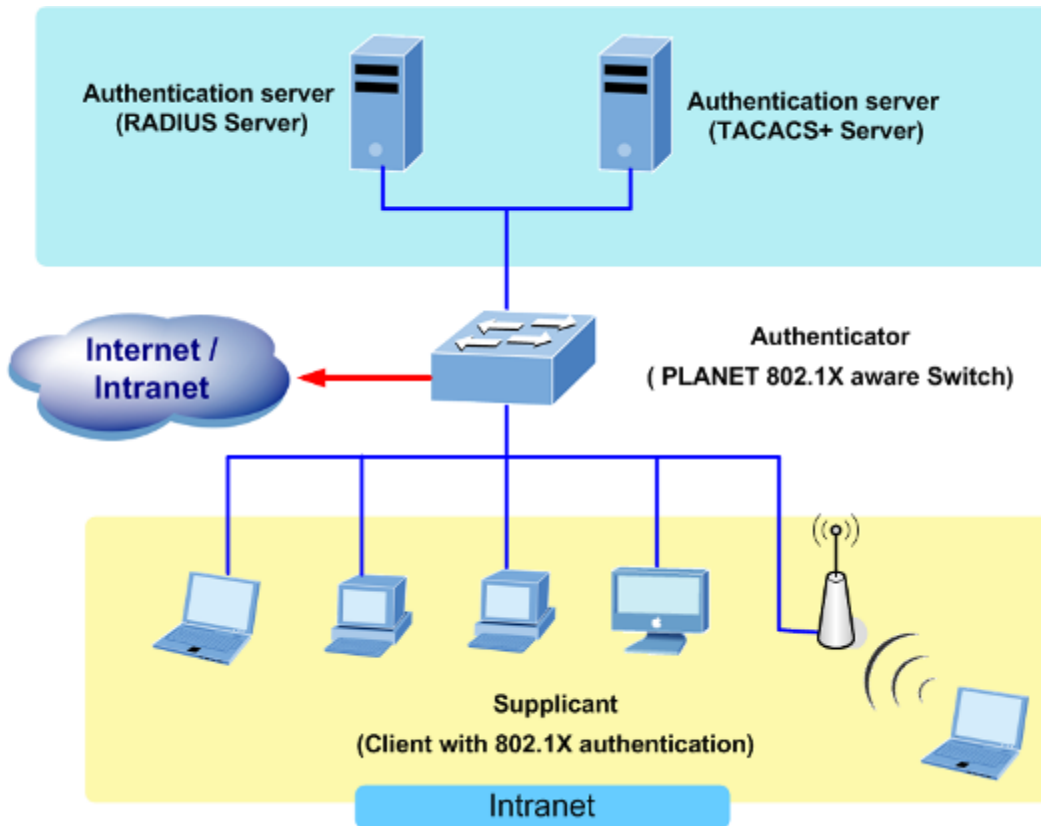 Authentication server
(RADIUS Server)
Authentication server
(TACACS+ Server)
Internet /
Intranet
Authenticator
( PLANET 802.1X aware Switch)
Supplicant
(Client with 802.1X authentication)
Intranet